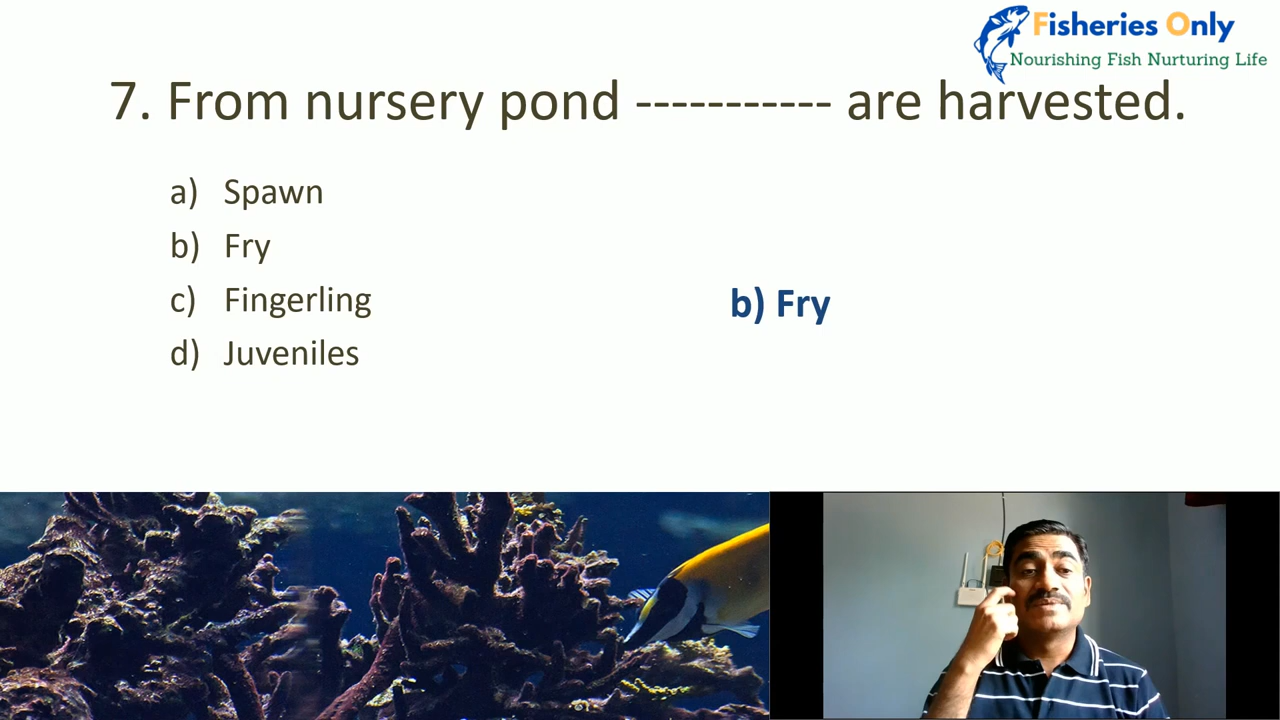 Fisheries Only
Nourishing Fish Nurturing Life
7. From nursery pond ----------- are harvested.
a) Spawn
b) Fry
c) Fingerling
b) Fry
d) Juveniles